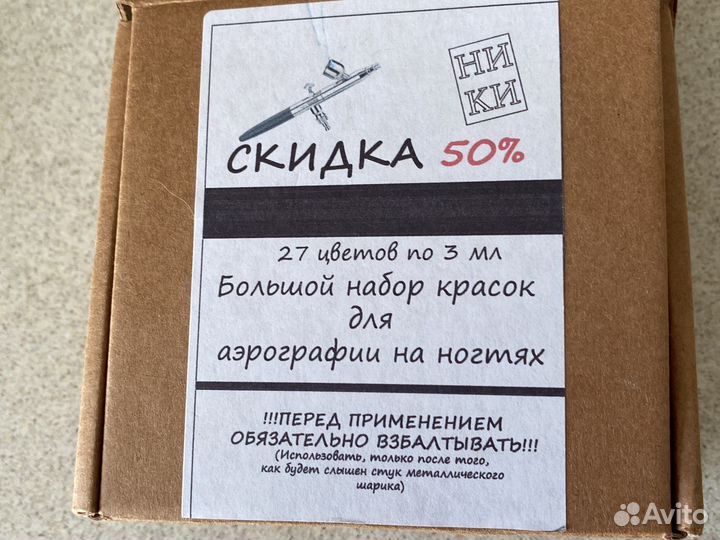 НИ
КИ
СКИДКА 50%
27 цветов по 3 мл
Большой набор красок
для
аэрографии на ногтях
!!!ПЕРЕД ПРИМЕНЕНИЕМ
ОБЯЗАТЕЛЬНО ВЗБАЛТЫВАТЬ!!!
(Использовать, только после того,
как будет слышен стук металлического
шарика)
Avito